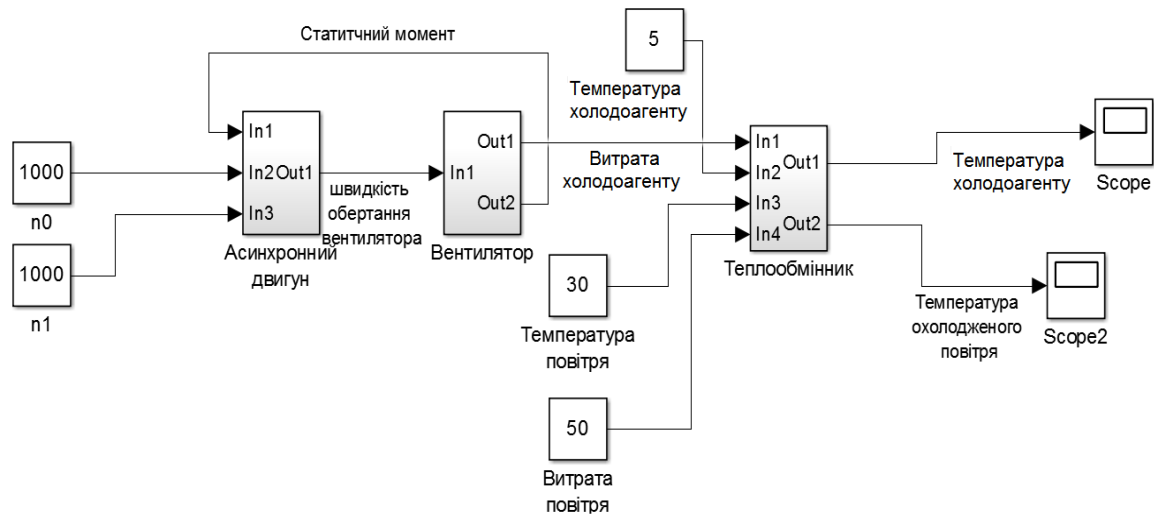 Статитчний момент
5
Температура
холодоагенту
In1
In2
In3
Out1
Асинхронний
двигун
1000
n0
1000
n1
швидкість
обертання
вентилятора
In1
Out1
Out2
Вентилятор
Витрата
холодоагенту
In1
In2
In3
In4
Out1
Out2
Теплообмінник
30
Температура
повітря
50
Витрата
повітря
Температура
холодоагенту
Scope
Температура
охолодженого
повітря
Scope2